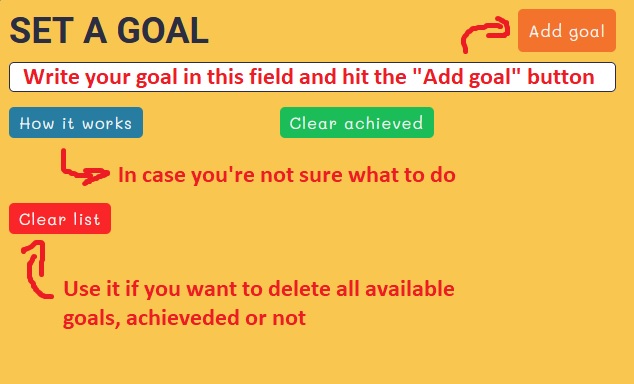 SET A GOAL
Add goal
Write your goal in this field and hit the "Add goal" button
How it works
Clear achieved
In case you're not sure what to do
Clear list
Use it if you want to delete all available
goals, achieveded or not